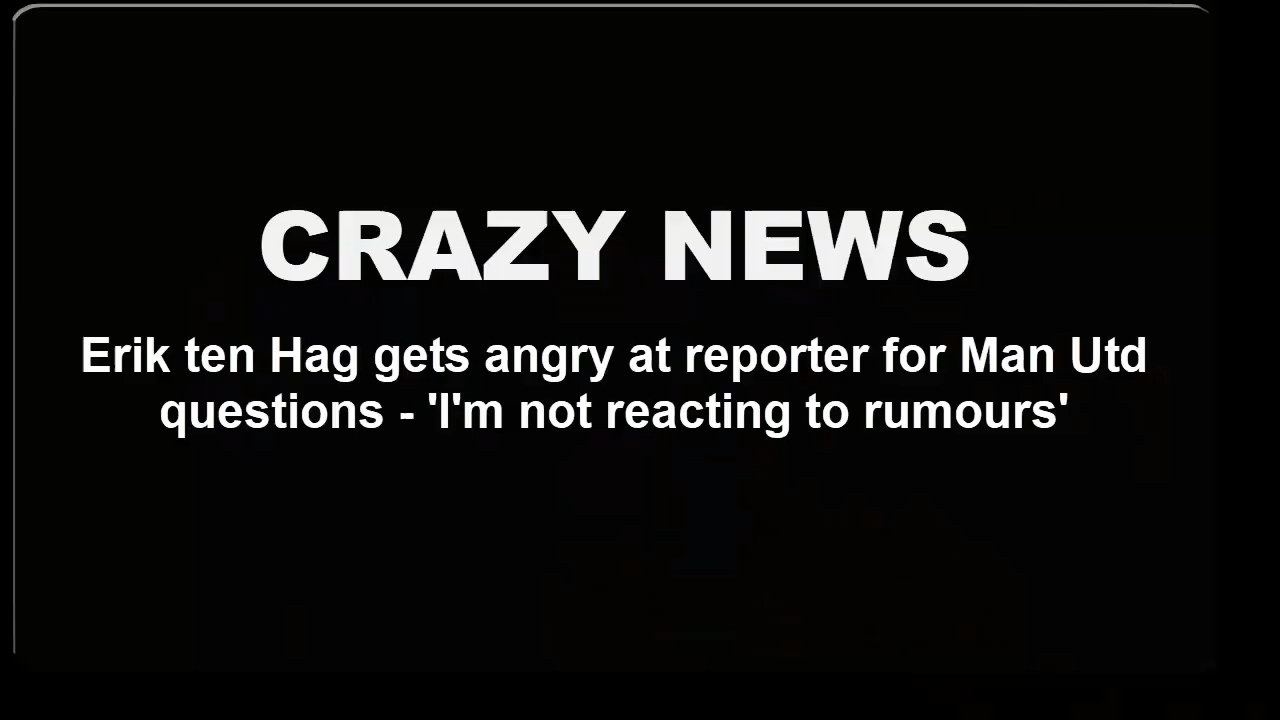 CRAZY NEWS
Erik ten Hag gets angry at reporter for Man Utd
questions - 'I'm not reacting to rumours'